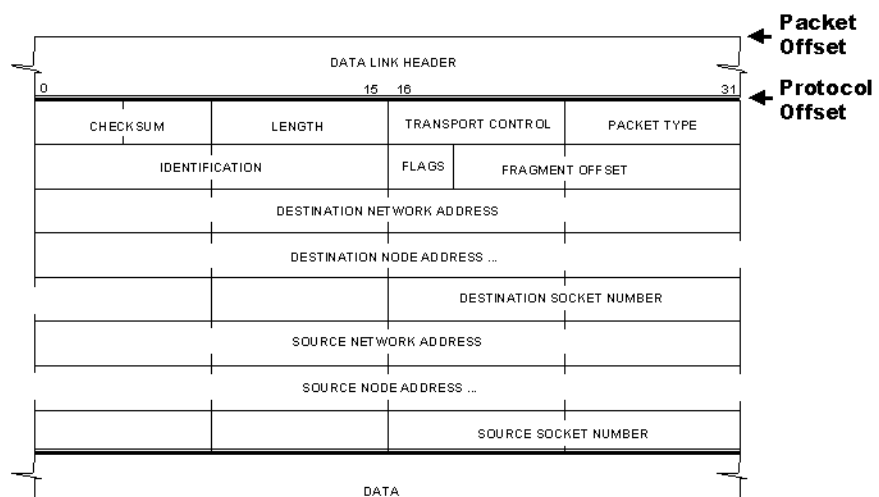 Packet
Offset
DATA LINK HEADER
0 15 16 31
Protocol
Offset
CHECKSUM LENGTH TRANSPORT CONTROL PACKET TYPE
IDENTIFICATION FLAGS FRAGMENT OFFSET
DESTINATION NETWORK ADDRESS
DESTINATION NODE ADDRESS ...
DESTINATION SOCKET NUMBER
SOURCE NETWORK ADDRESS
SOURCE NODE ADDRESS ...
SOURCE SOCKET NUMBER
DATA